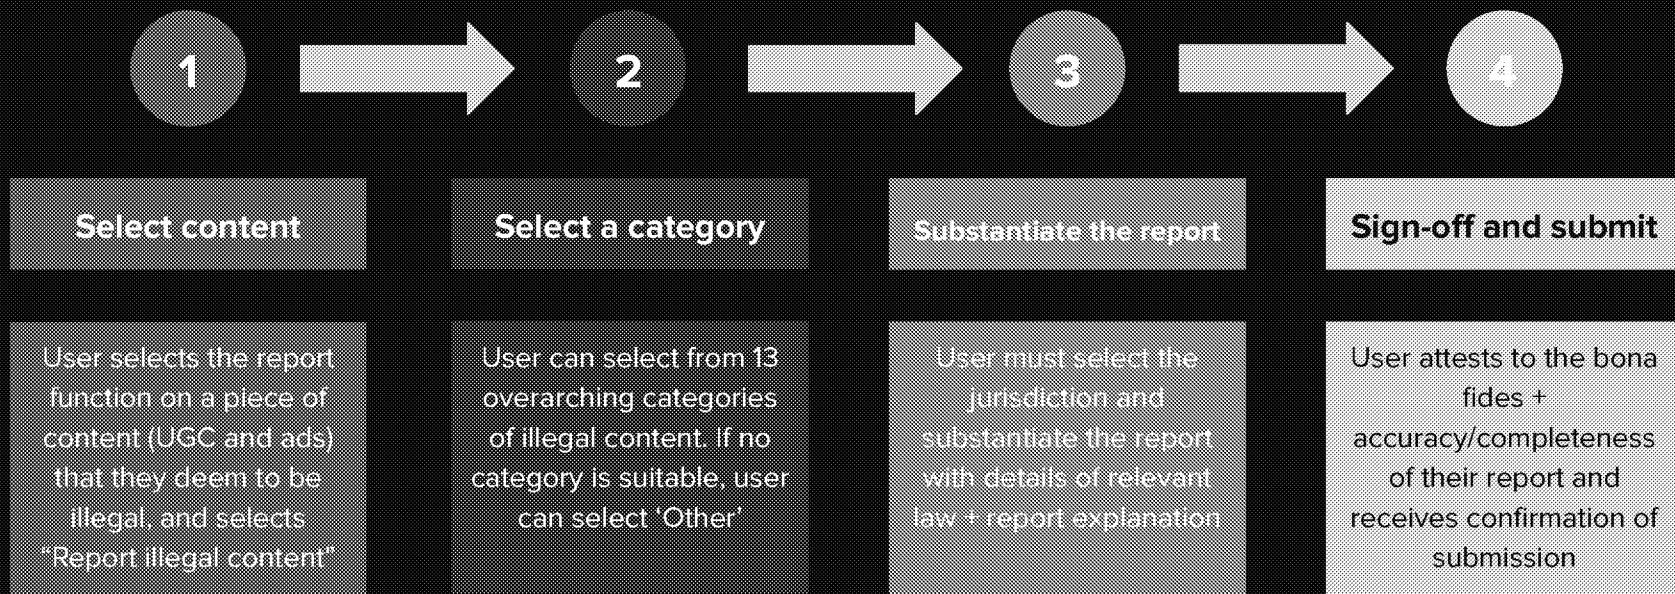 1
2
3
4
Select content
Select a category
Substantiate the report
Sign-off and submit
User selects the report
function on a piece of
content (UGC and ads)
that they deem to be
illegal, and selects
“Report illegal content”
User can select from 13
overarching categories
of illegal content. If no
category is suitable, user
can select ‘Other’
User must select the
jurisdiction and
substantiate the report
with details of relevant
law + report explanation
User attests to the bona
fides +
accuracy/completeness
of their report and
receives confirmation of
submission